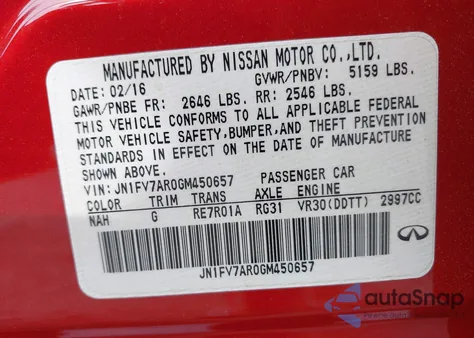 MANUFACTURED BY NISSAN MOTOR CO.,LTD.
DATE: 02/16 GVWR/PNBV: 5159 LBS.
GAWR/PNBE FR: 2646 LBS. RR: 2546 LBS.
THIS VEHICLE CONFORMS TO ALL APPLICABLE FEDERAL
MOTOR VEHICLE SAFETY,BUMPER,AND THEFT PREVENTION
STANDARDS IN EFFECT ON THE DATE OF MANUFACTURE
SHOWN ABOVE.
VIN: JN1FV7AR0GM450657 PASSENGER CAR
COLOR TRIM TRANS AXLE ENGINE
NAH G RE7R01A RG31 VR30(DDTT) 2997CC
JN1FV7AR0GM450657
autoSnap